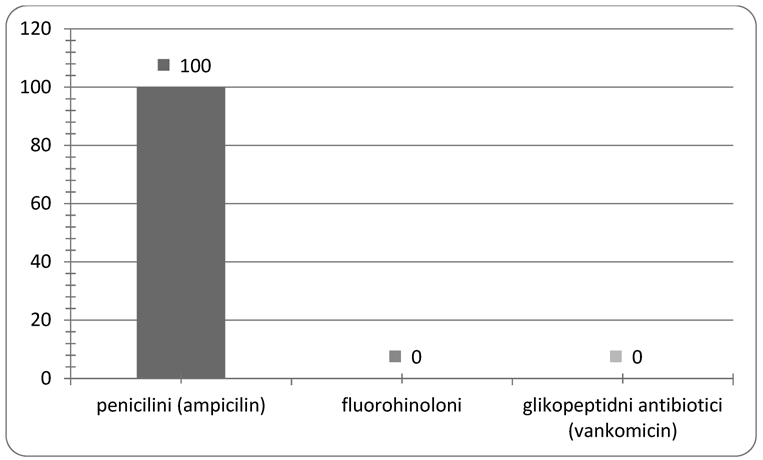 120
100
100
80
60
40
20
0
0
0
penicilini (ampicilin)
fluorohinoloni
glikopeptidni antibiotici
(vankomicin)